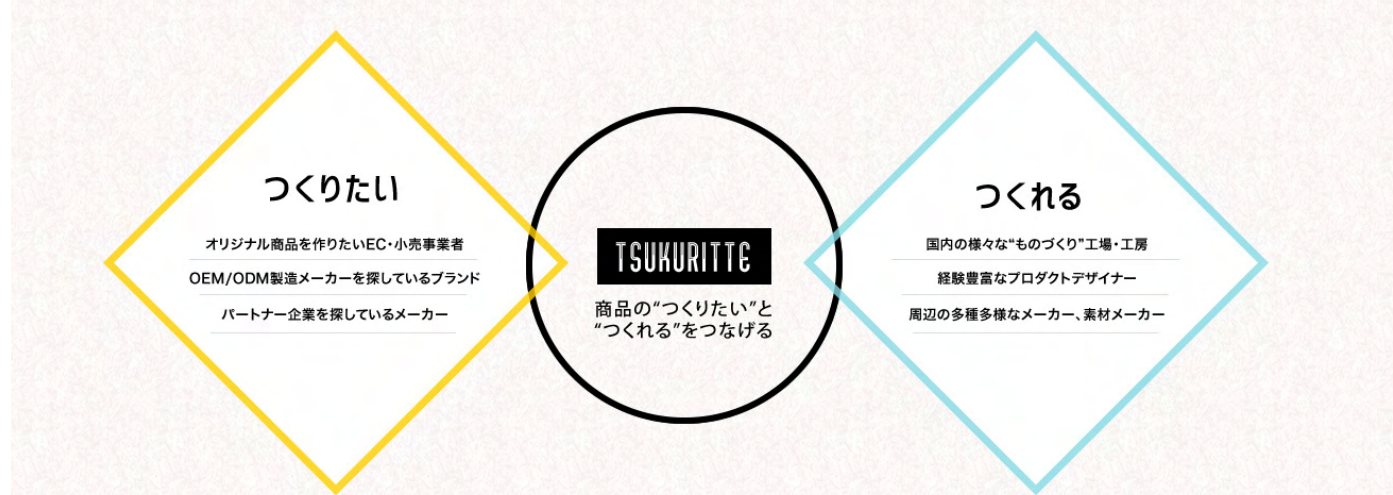 つくりたい
オリジナル商品を作りたいEC・小売事業者
OEM/ODM製造メーカーを探しているブランド
パートナー企業を探しているメーカー
TSUKURITTE
商品の“つくりたい”と
“つくれる”をつなげる
つくれる
国内の様々な“ものづくり”工場・工房
経験豊富なプロダクトデザイナー
周辺の多種多様なメーカー、素材メーカー